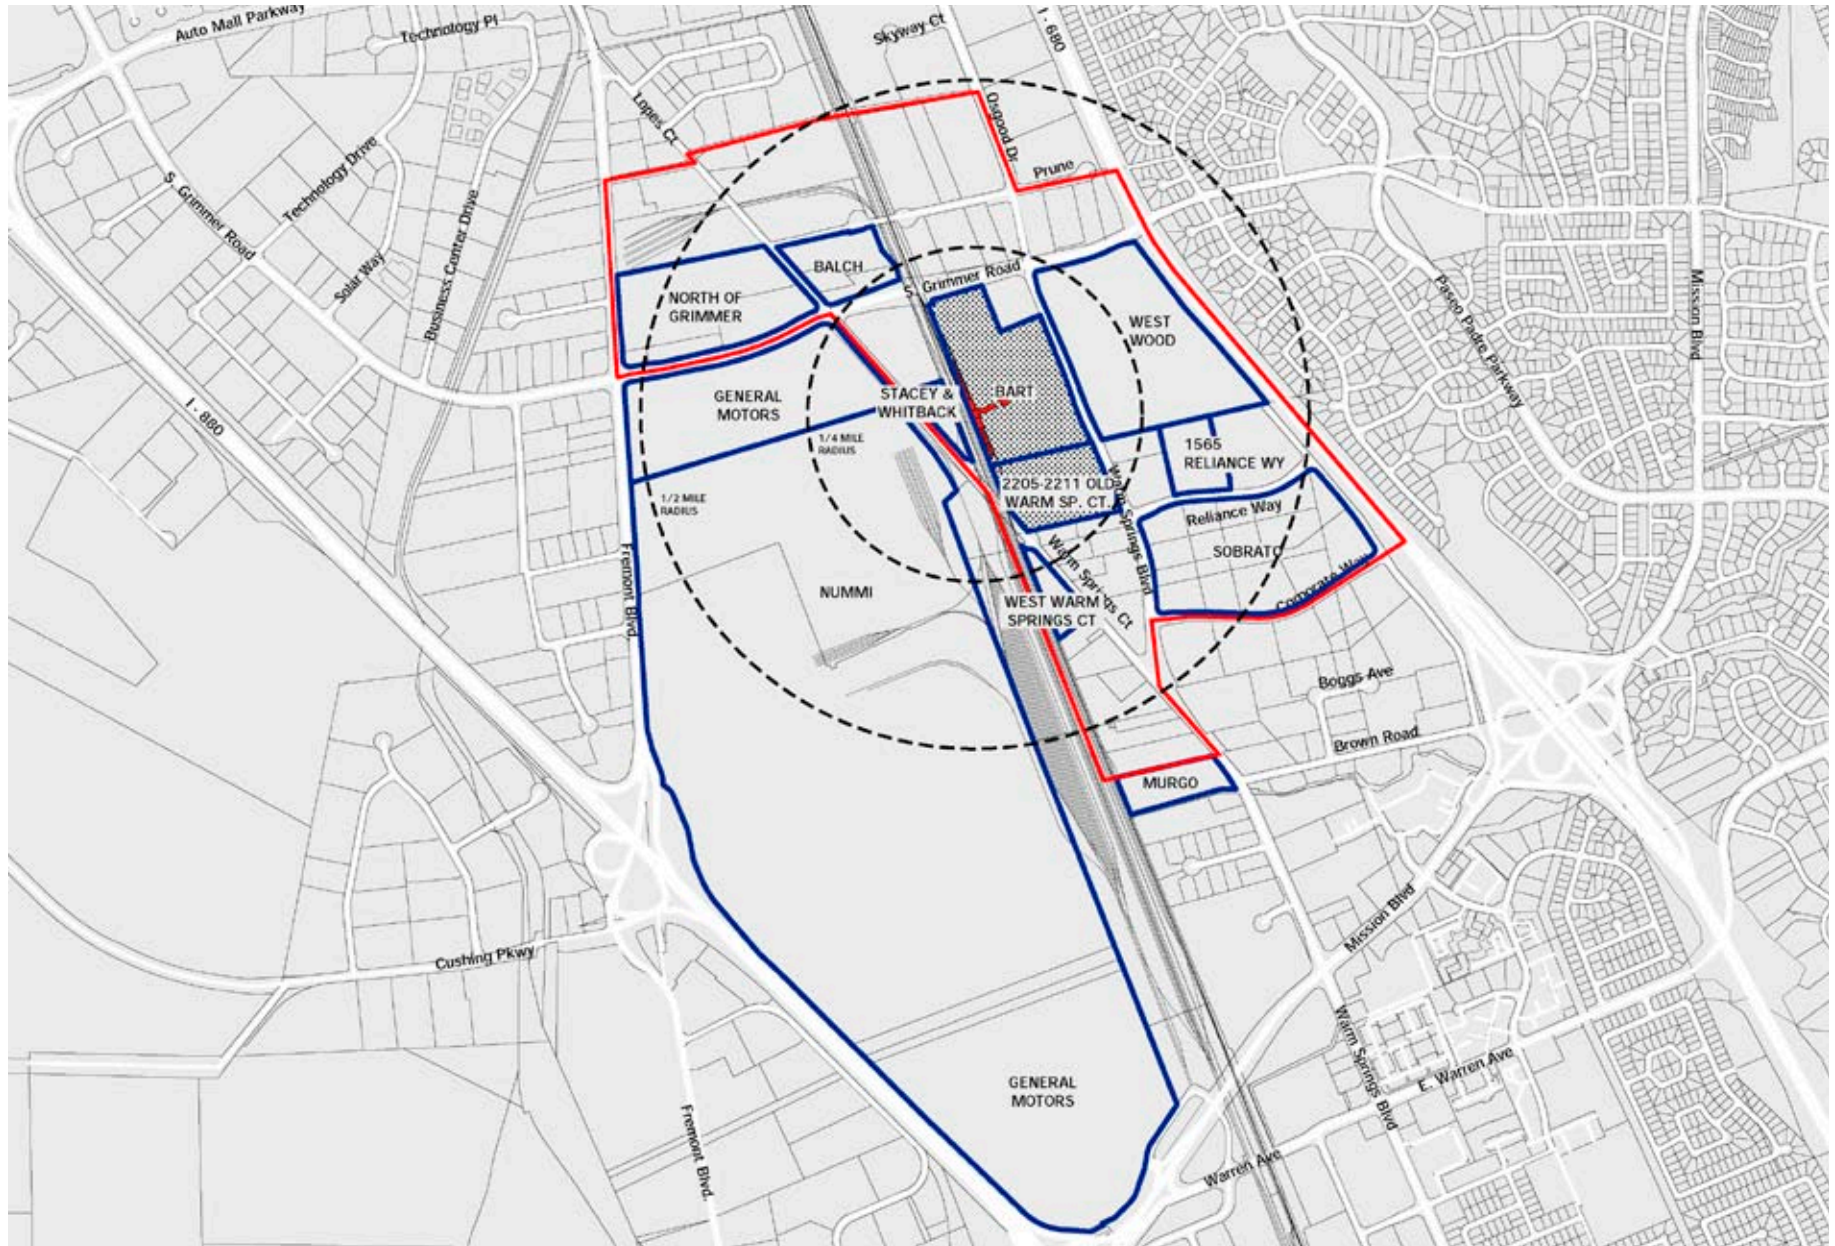 Auto Mall Parkway
Technology Pl
Skyway Ct
I - 680
Lopes Ct
Osgood Dr
Prune
S. Grimmer Road
Technology Drive
Solar Way
Business Center Drive
BALCH
Grimmer Road
NORTH OF
GRIMMER
WEST
WOOD
Paseo Padre Parkway
Mission Blvd
I - 880
GENERAL
MOTORS
STACEY &
WHITBACK
BART
1/4 MILE
RADIUS
1565
RELIANCE WY
1/2 MILE
RADIUS
2205-2211 OLD
WARM SP. CT.
Warm Springs Blvd
Reliance Way
SOBRATO
Corporate Way
Fremont Blvd.
NUMMI
Warm Springs Ct
WEST WARM
SPRINGS CT
Boggs Ave
Brown Road
MURGO
Cushing Pkwy
Mission Blvd
GENERAL
MOTORS
Warm Springs Blvd
E. Warren Ave
Fremont Blvd.
Warren Ave